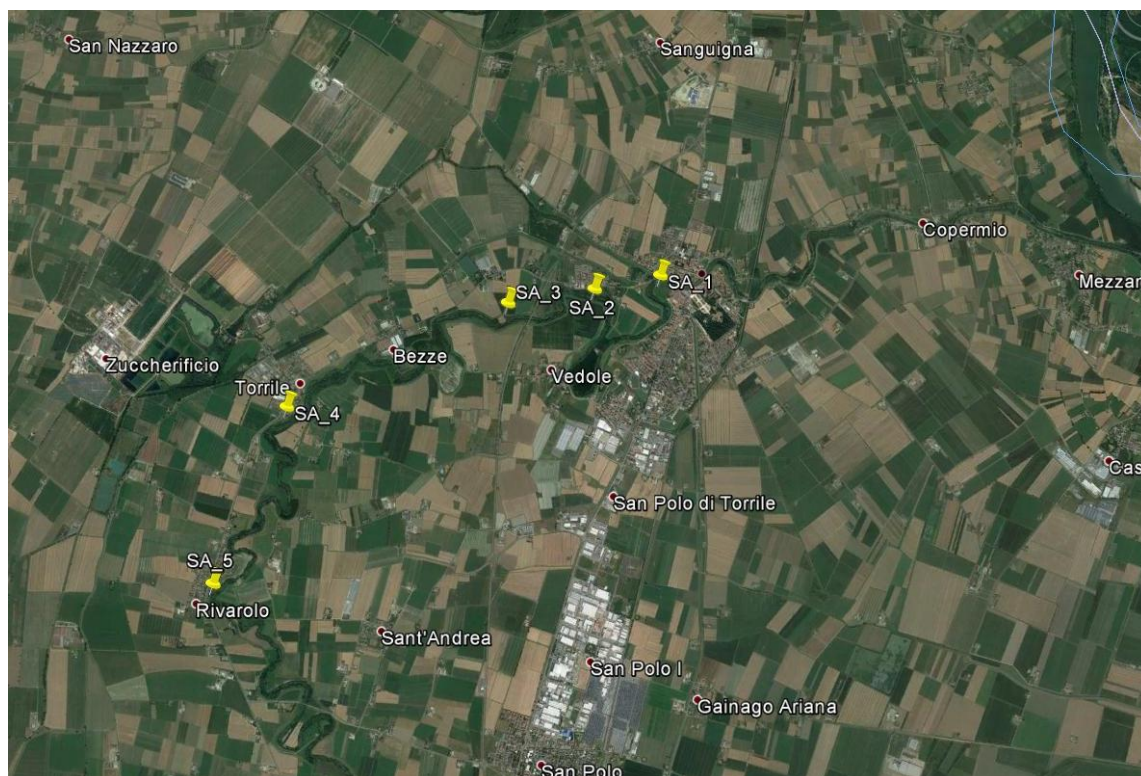 San Nazzaro
Sanguigna
Copermio
SA_1
Mezzar
SA_3
SA_2
Bezze
Zuccherificio
Vedole
Torrile
SA_4
Cas
San Polo di Torrile
SA_5
Rivarolo
Sant'Andrea
San Polo I
Gainago Ariana
San Polo